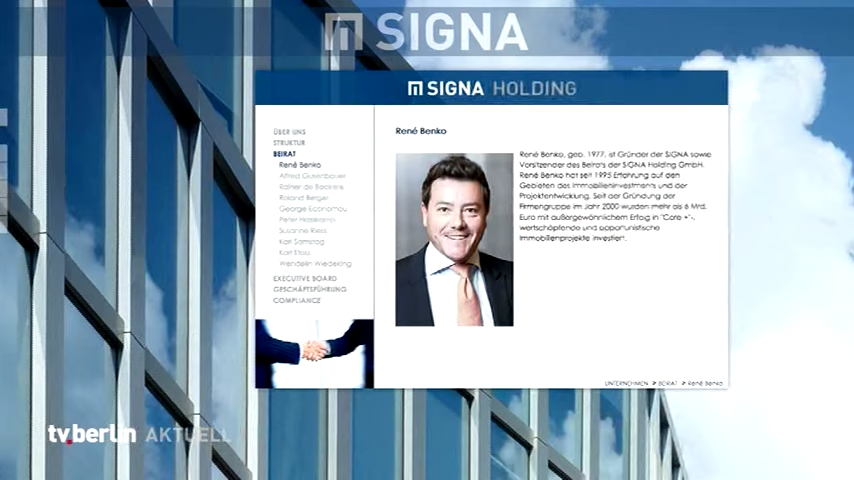 SIGNA
SIGNA HOLDING
ÜBER UNS
STRUKTUR
BEIRAT
René Benko
Alfred Gusenbauer
Rainer de Backere
Roland Berger
George Economou
Susanne Riess
Karl Samstag
Karl Stoss
Wendelin Wiedeking
EXECUTIVE BOARD
GESCHÄFTSFÜHRUNG
COMPLIANCE
René Benko
René Benko, geb. 1977, ist Gründer der SIGNA sowie
Vorsitzender des Beirats der SIGNA Holding GmbH.
René Benko hat seit 1995 Erfahrung auf den
Gebieten des Immobilieninvestments und der
Projektentwicklung. Seit der Gründung der
Firmengruppe im Jahr 2000 wurden mehr als 6 Mrd.
Euro mit außergewöhnlichem Erfolg in "Core +"-,
wertschöpfende und opportunistische
Immobilienprojekte investiert.
UNTERNEHMEN > BEIRAT > René Benko
tv.berlin AKTUELL